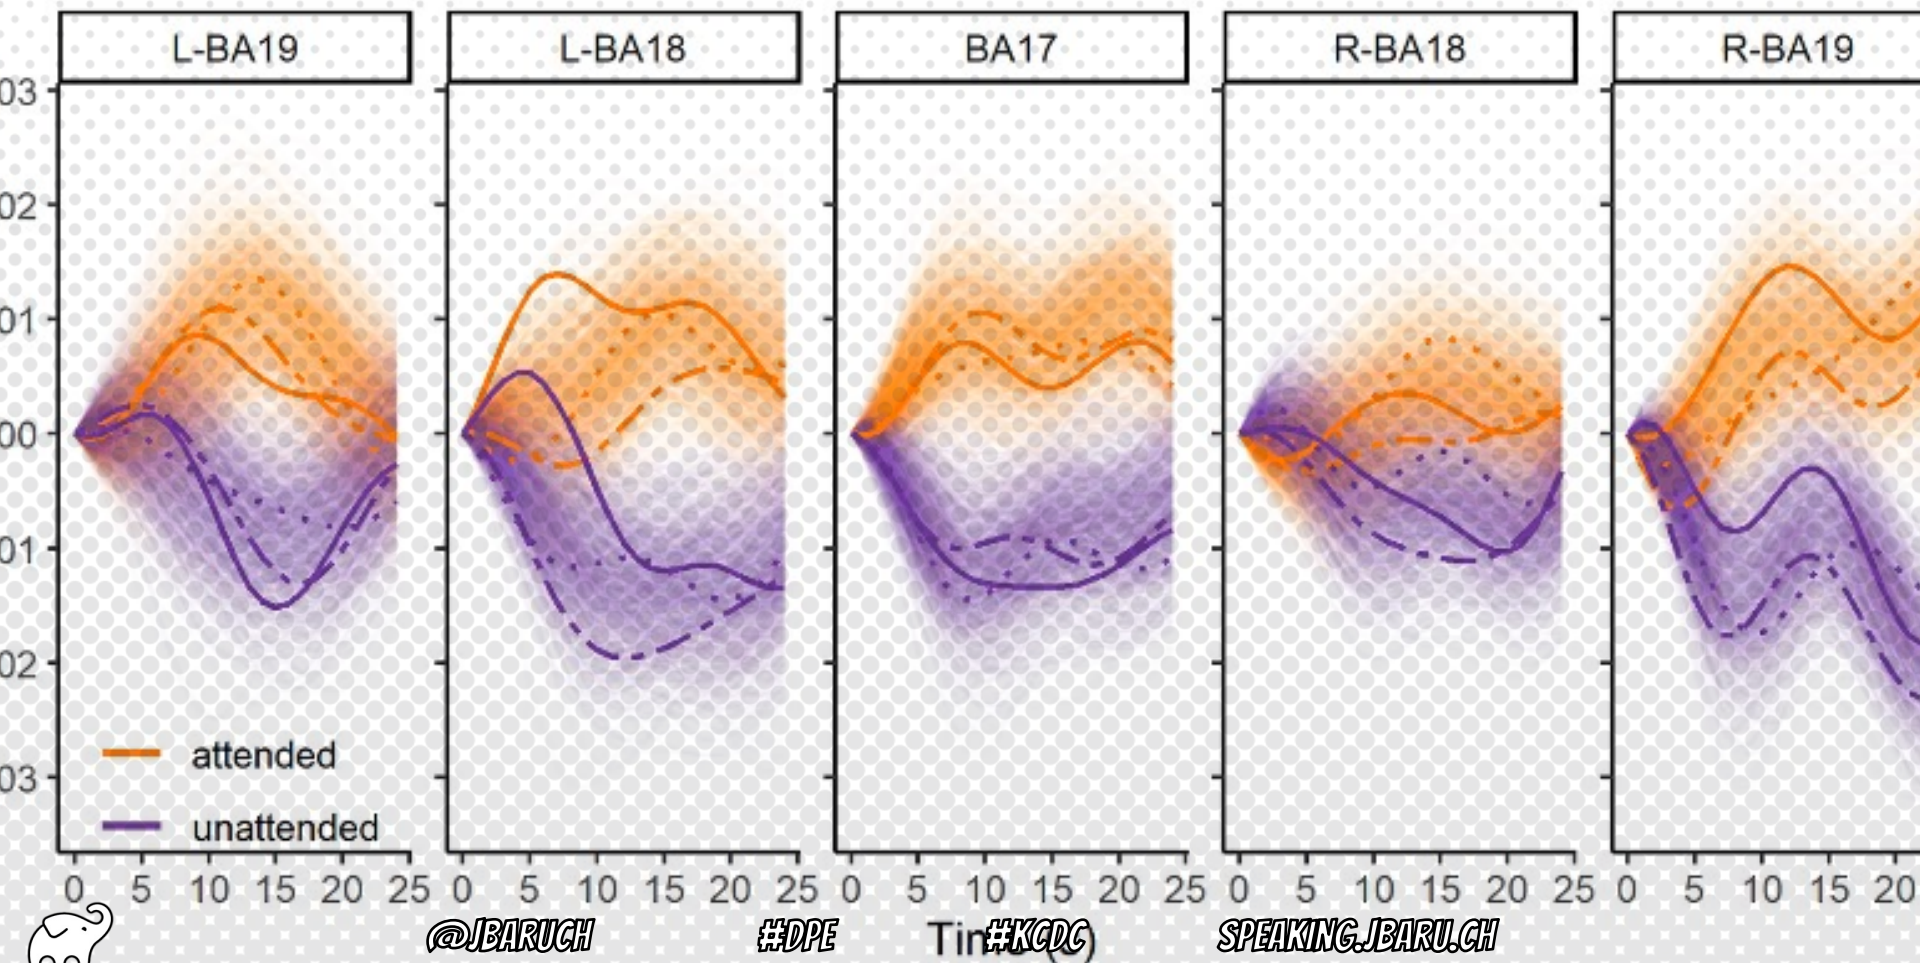 L-BA19 L-BA18 BA17 R-BA18 R-BA19
03
02
01
00
01
02
03
attended
unattended
0 5 10 15 20 25 0 5 10 15 20 25 0 5 10 15 20 25 0 5 10 15 20 25 0 5 10 15 20
@JBARUCH #DPE #KCDC SPEAKING.JBARU.CH